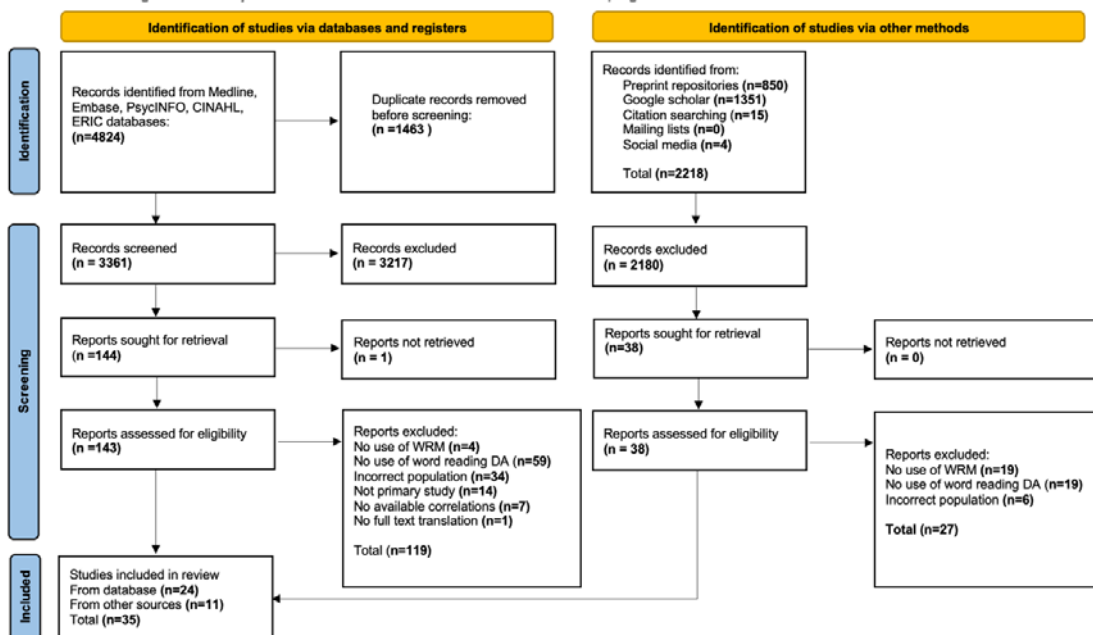 Identification of studies via databases and registers
Identification of studies via other methods
Identification
Records identified from Medline,
Embase, PsycINFO, CINAHL,
ERIC databases:
(n=4824)
Duplicate records removed
before screening:
(n =1463 )
Records identified from:
Preprint repositories (n=850)
Google scholar (n=1351)
Citation searching (n=15)
Mailing lists (n=0)
Social media (n=4)
Total (n=2218)
Screening
Records screened
(n = 3361)
Records excluded
(n = 3217)
Records excluded
(n = 2180)
Reports sought for retrieval
(n =144)
Reports not retrieved
(n = 1)
Reports sought for retrieval
(n=38)
Reports not retrieved
(n = 0)
Reports assessed for eligibility
(n =143)
Reports excluded:
No use of WRM (n=4)
No use of word reading DA (n=59)
Incorrect population (n=34)
Not primary study (n=14)
No available correlations (n=7)
No full text translation (n=1)
Total (n=119)
Reports assessed for eligibility
(n = 38)
Reports excluded:
No use of WRM (n=19)
No use of word reading DA (n=19)
Incorrect population (n=6)
Total (n=27)
Included
Studies included in review
From database (n=24)
From other sources (n=11)
Total (n=35)